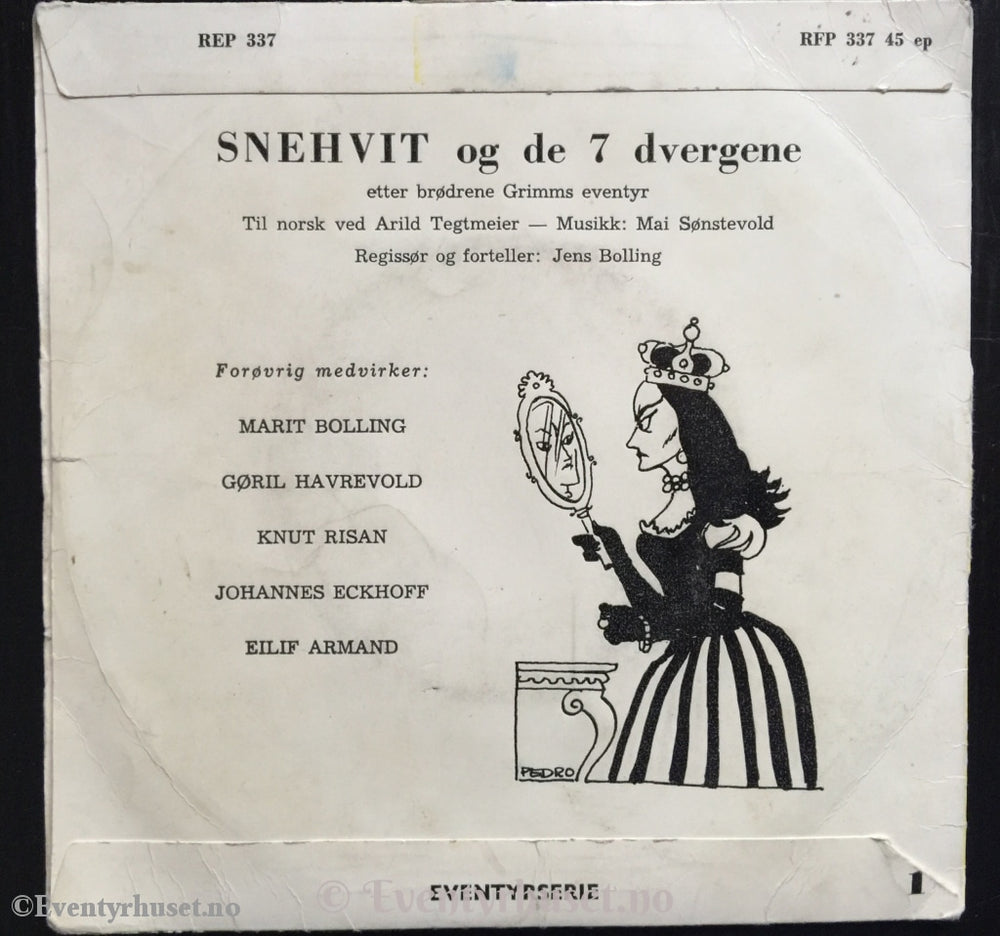 REP 337
RFP 337 45 ep
SNEHVIT og de 7 dvergene
etter brødrene Grimms eventyr
Til norsk ved Arild Tegtmeier — Musikk: Mai Sønstevold
Regissør og forteller: Jens Bolling
Forøvrig medvirker:
MARIT BOLLING
GØRIL HAVREVOLD
KNUT RISAN
JOHANNES ECKHOFF
EILIF ARMAND
PEDRO
EVENTYRSERIE
1
©Eventyrhuset.no
© Eventyrhuset.no